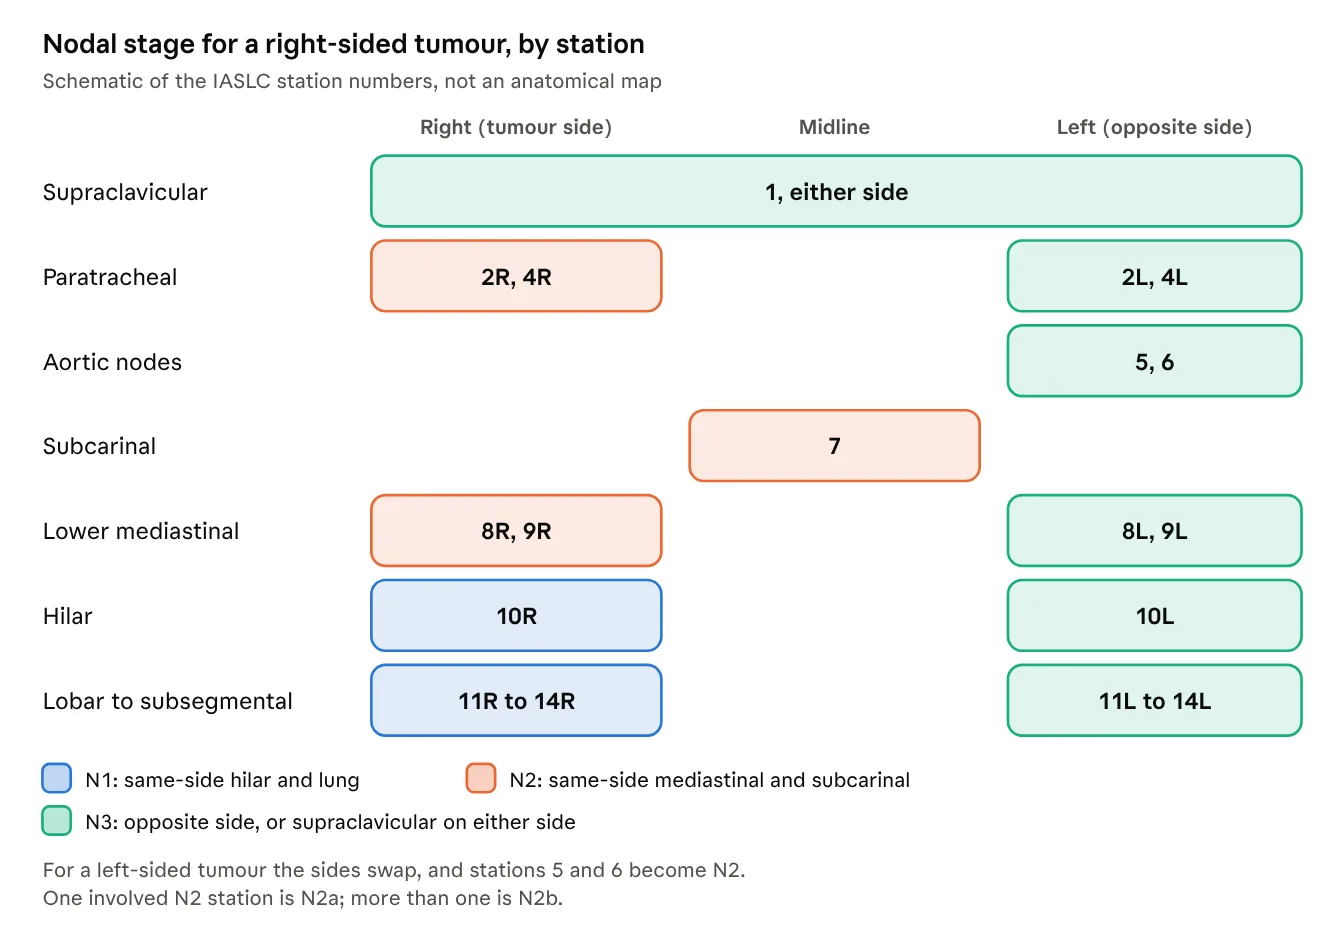 Nodal stage for a right-sided tumour, by station
Schematic of the IASLC station numbers, not an anatomical map
Right (tumour side) Midline Left (opposite side)
Supraclavicular 1, either side
Paratracheal 2R, 4R 2L, 4L
Aortic nodes 5, 6
Subcarinal 7
Lower mediastinal 8R, 9R 8L, 9L
Hilar 10R 10L
Lobar to subsegmental 11R to 14R 11L to 14L
N1: same-side hilar and lung N2: same-side mediastinal and subcarinal
N3: opposite side, or supraclavicular on either side
For a left-sided tumour the sides swap, and stations 5 and 6 become N2.
One involved N2 station is N2a; more than one is N2b.